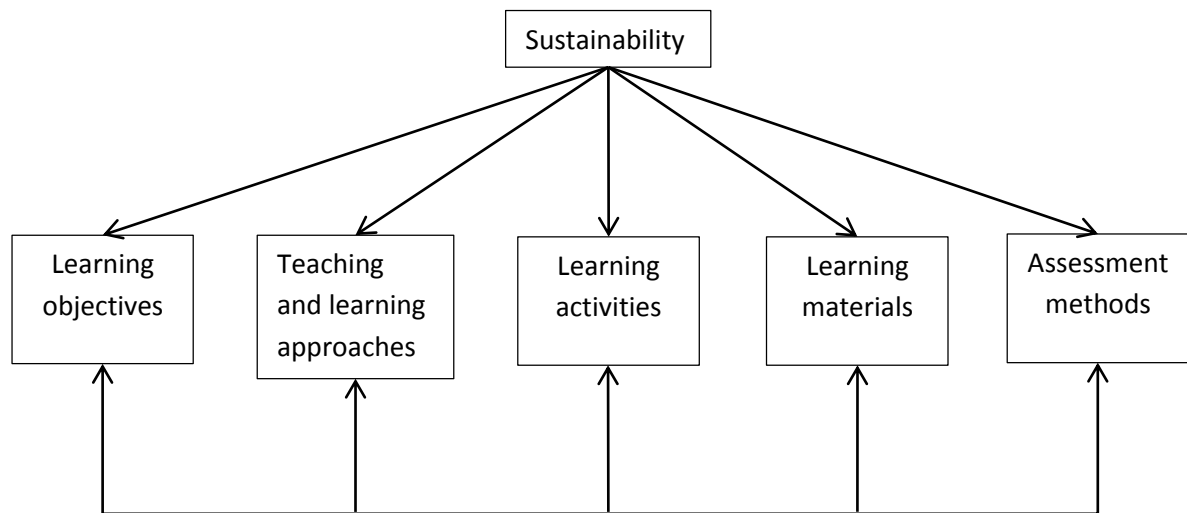 Sustainability
Learning
objectives
Teaching
and learning
approaches
Learning
activities
Learning
materials
Assessment
methods